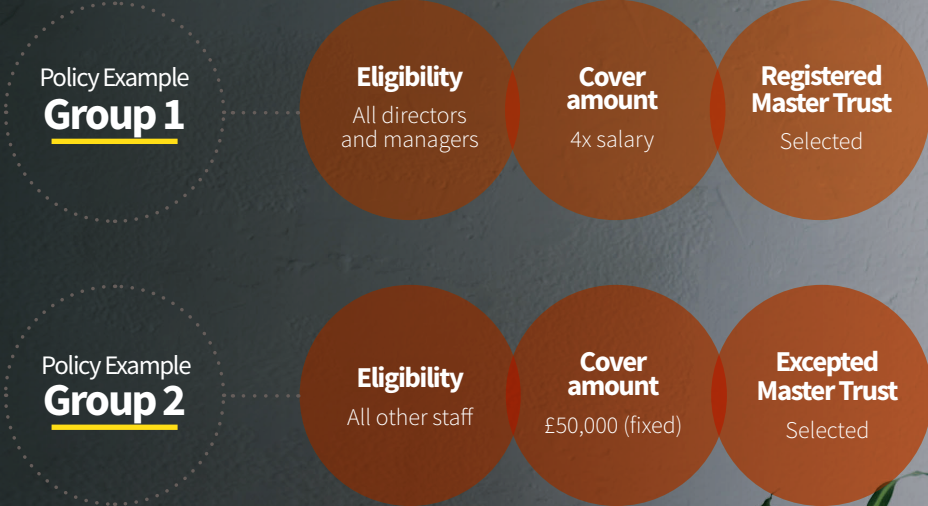 Policy Example
Group 1
Eligibility
All directors
and managers
Cover
amount
4x salary
Registered
Master Trust
Selected
Policy Example
Group 2
Eligibility
All other staff
Cover
amount
£50,000 (fixed)
Excepted
Master Trust
Selected